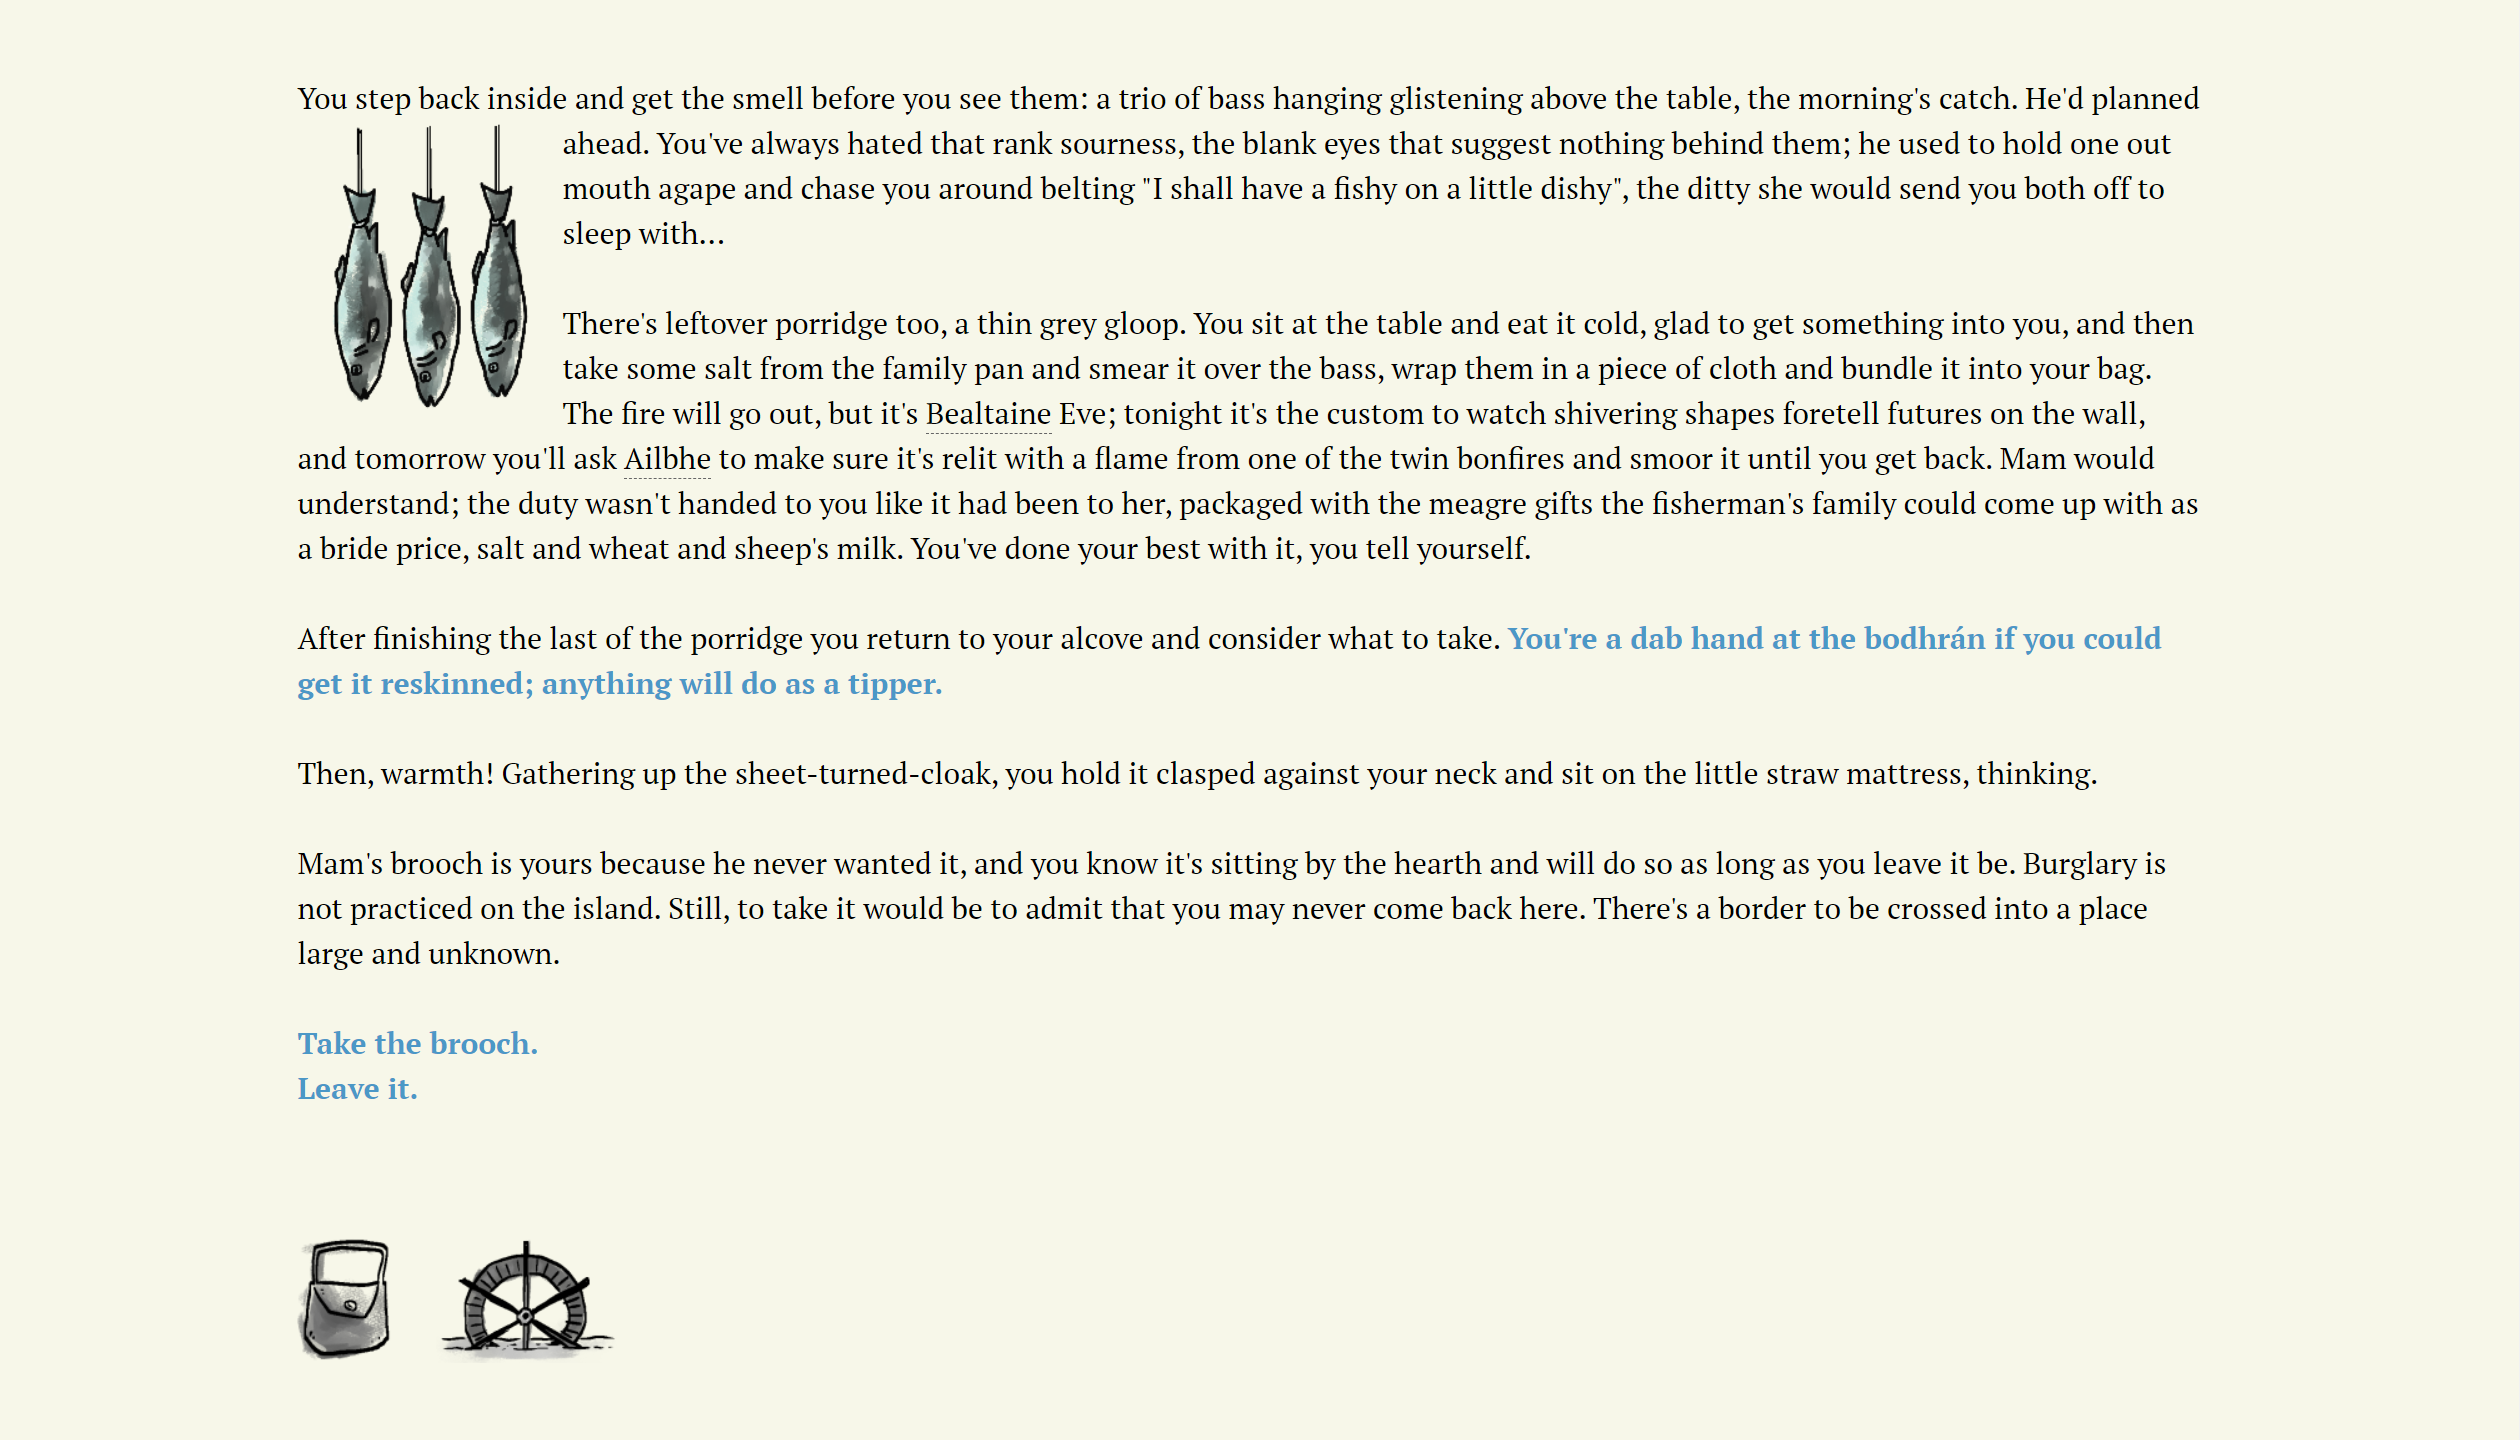 You step back inside and get the smell before you see them: a trio of bass hanging glistening above the table, the morning's catch. He'd planned
ahead. You've always hated that rank sourness, the blank eyes that suggest nothing behind them; he used to hold one out
mouth agape and chase you around belting "I shall have a fishy on a little dishy", the ditty she would send you both off to
sleep with...
There's leftover porridge too, a thin grey gloop. You sit at the table and eat it cold, glad to get something into you, and then
take some salt from the family pan and smear it over the bass, wrap them in a piece of cloth and bundle it into your bag.
The fire will go out, but it's Bealtaine Eve; tonight it's the custom to watch shivering shapes foretell futures on the wall,
and tomorrow you'll ask Ailbhe to make sure it's relit with a flame from one of the twin bonfires and smoor it until you get back. Mam would
understand; the duty wasn't handed to you like it had been to her, packaged with the meagre gifts the fisherman's family could come up with as
a bride price, salt and wheat and sheep's milk. You've done your best with it, you tell yourself.
After finishing the last of the porridge you return to your alcove and consider what to take. You're a dab hand at the bodhrán if you could
get it reskinned; anything will do as a tipper.
Then, warmth! Gathering up the sheet-turned-cloak, you hold it clasped against your neck and sit on the little straw mattress, thinking.
Mam's brooch is yours because he never wanted it, and you know it's sitting by the hearth and will do so as long as you leave it be. Burglary is
not practiced on the island. Still, to take it would be to admit that you may never come back here. There's a border to be crossed into a place
large and unknown.
Take the brooch.
Leave it.